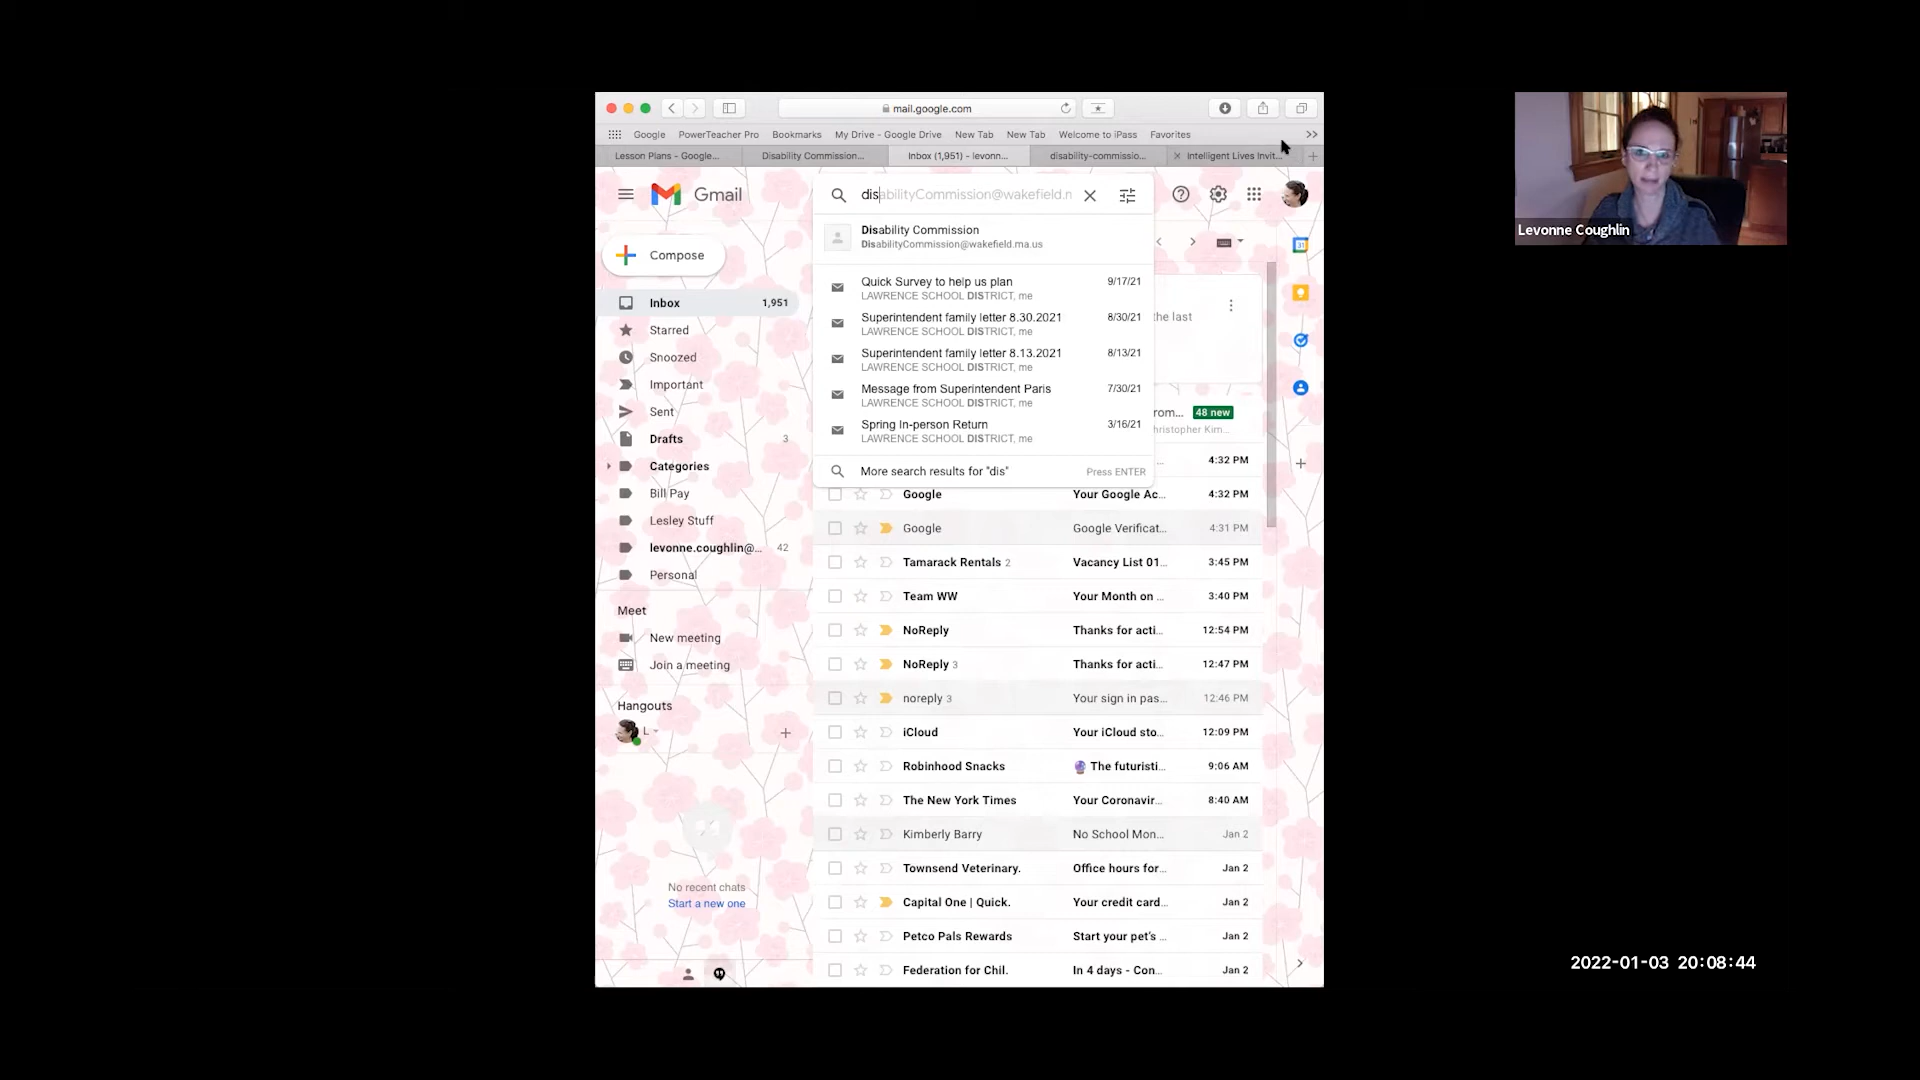 mail.google.com
Google PowerTeacher Pro Bookmarks My Drive - Google Drive New Tab New Tab Welcome to iPass Favorites
Lesson Plans - Google... Disability Commission... Inbox (1,951) - levonn... disability-commissio... Intelligent Lives Invit...
Gmail
disabilityCommission@wakefield.m
Disability Commission
DisabilityCommission@wakefield.ma.us
Compose
Quick Survey to help us plan 9/17/21
LAWRENCE SCHOOL DISTRICT, me
Superintendent family letter 8.30.2021 8/30/21
LAWRENCE SCHOOL DISTRICT, me
Superintendent family letter 8.13.2021 8/13/21
LAWRENCE SCHOOL DISTRICT, me
Message from Superintendent Paris 7/30/21
LAWRENCE SCHOOL DISTRICT, me
Spring In-person Return 3/16/21
LAWRENCE SCHOOL DISTRICT, me
More search results for "dis" Press ENTER
the last
rom... 48 new
hristopher Kim...
... 4:32 PM
Inbox 1,951
Starred
Snoozed
Important
Sent
Drafts 3
Categories
Bill Pay
Lesley Stuff
levonne.coughlin@... 42
Personal
Meet
New meeting
Join a meeting
Hangouts
L
No recent chats
Start a new one
Google Your Google Ac... 4:32 PM
Google Google Verificat... 4:31 PM
Tamarack Rentals 2 Vacancy List 01... 3:45 PM
Team WW Your Month on ... 3:40 PM
NoReply Thanks for acti... 12:54 PM
NoReply 3 Thanks for acti... 12:47 PM
noreply 3 Your sign in pas... 12:46 PM
iCloud Your iCloud sto... 12:09 PM
Robinhood Snacks 🔮 The futuristi... 9:06 AM
The New York Times Your Coronavir... 8:40 AM
Kimberly Barry No School Mon... Jan 2
Townsend Veterinary. Office hours for... Jan 2
Capital One | Quick. Your credit card... Jan 2
Petco Pals Rewards Start your pet's ... Jan 2
Federation for Chil. In 4 days - Con... Jan 2
31
Levonne Coughlin
2022-01-03 20:08:44